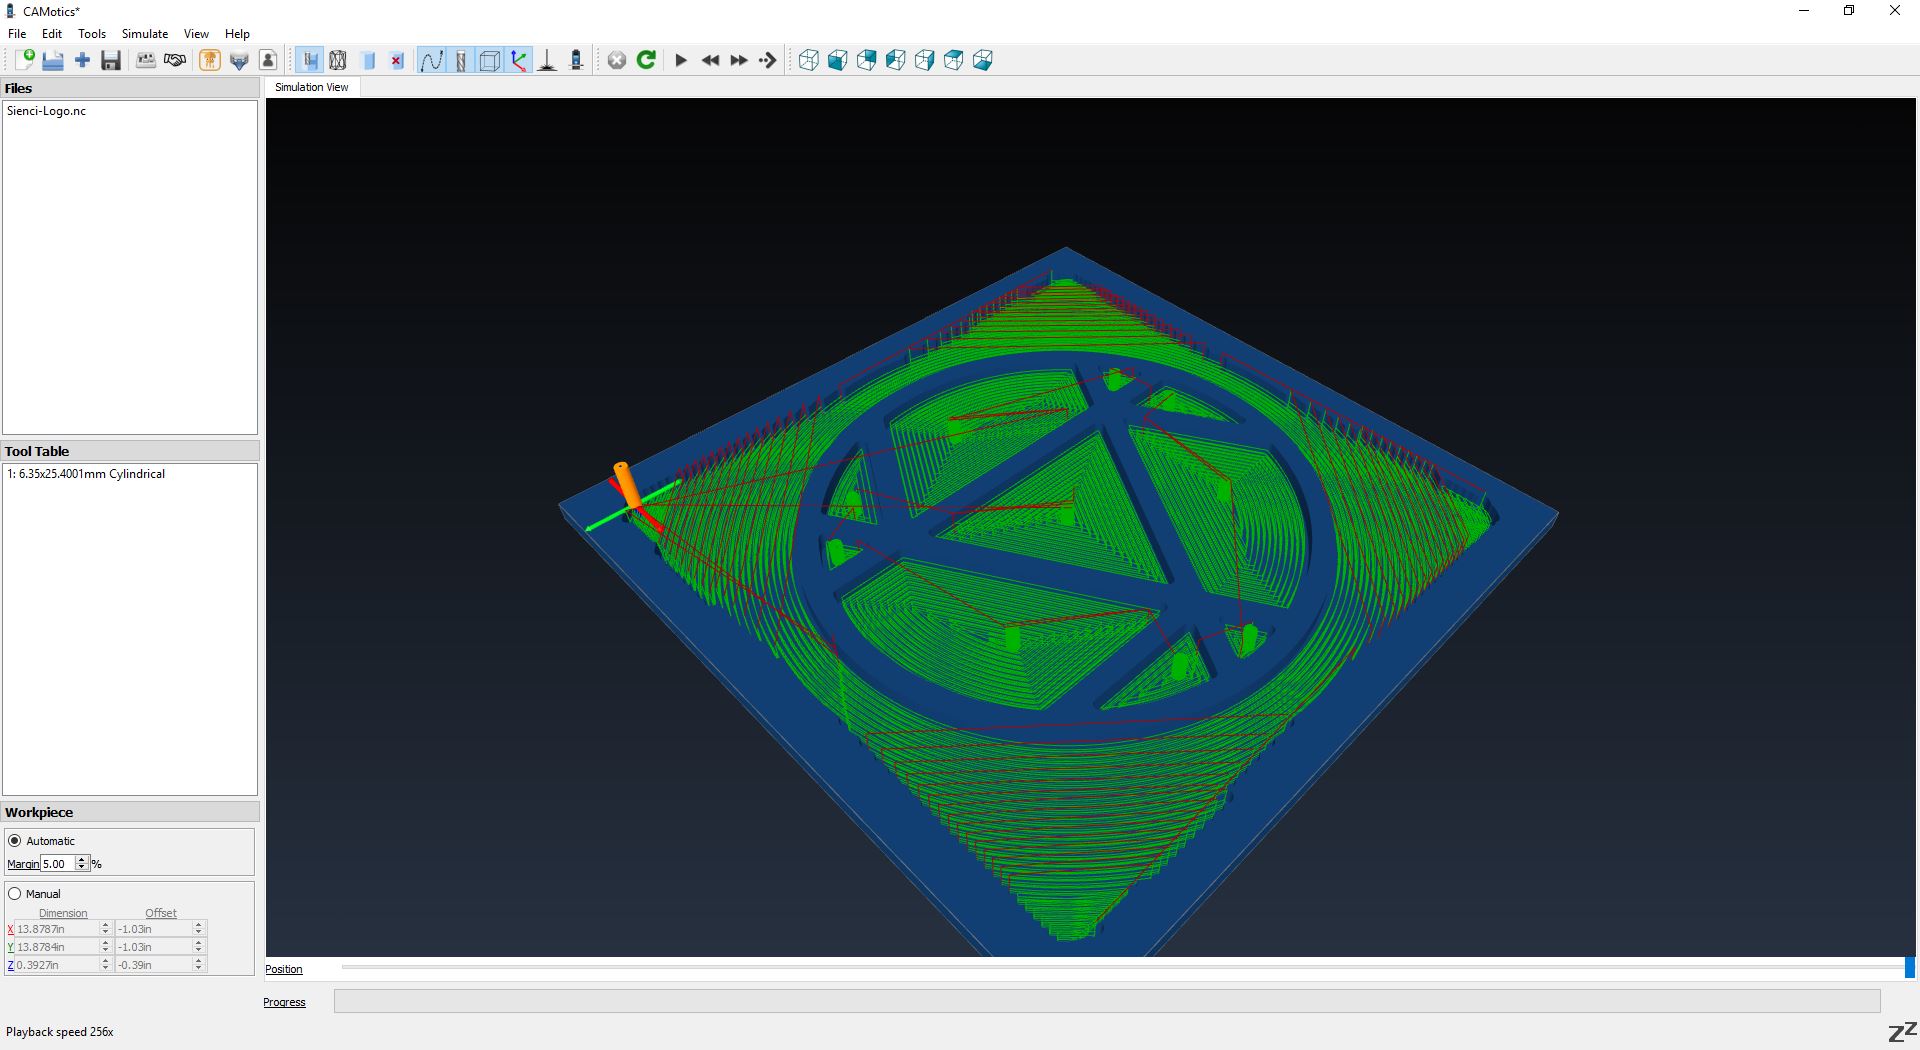 CAMotics*
File Edit Tools Simulate View Help
Files
Simulation View
Sienci-Logo.nc
Tool Table
1: 6.35x25.4001mm Cylindrical
Workpiece
Automatic
Margin 5.00 %
Manual
Dimension Offset
X 13.8787in -1.03in
Y 13.8784in -1.03in
Z 0.3927in -0.39in
Position
Progress
Playback speed 256x
zZ